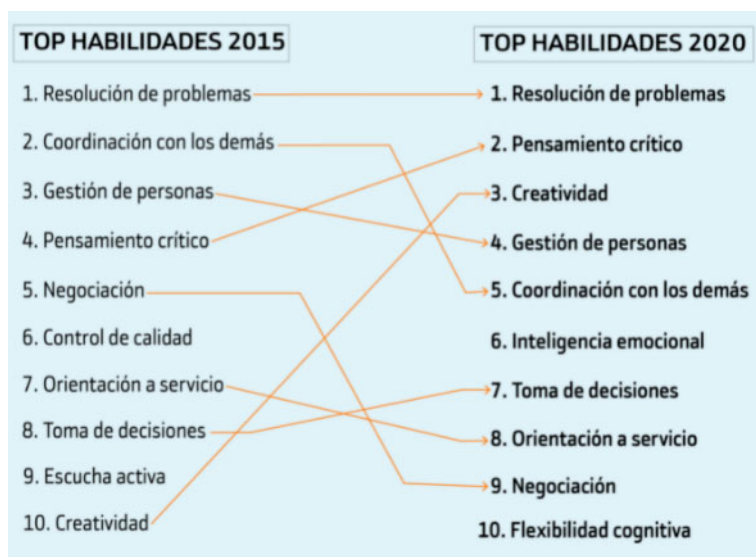 TOP HABILIDADES 2015
1. Resolución de problemas
2. Coordinación con los demás
3. Gestión de personas
4. Pensamiento crítico
5. Negociación
6. Control de calidad
7. Orientación a servicio
8. Toma de decisiones
9. Escucha activa
10. Creatividad
TOP HABILIDADES 2020
1. Resolución de problemas
2. Pensamiento crítico
3. Creatividad
4. Gestión de personas
5. Coordinación con los demás
6. Inteligencia emocional
7. Toma de decisiones
8. Orientación a servicio
9. Negociación
10. Flexibilidad cognitiva